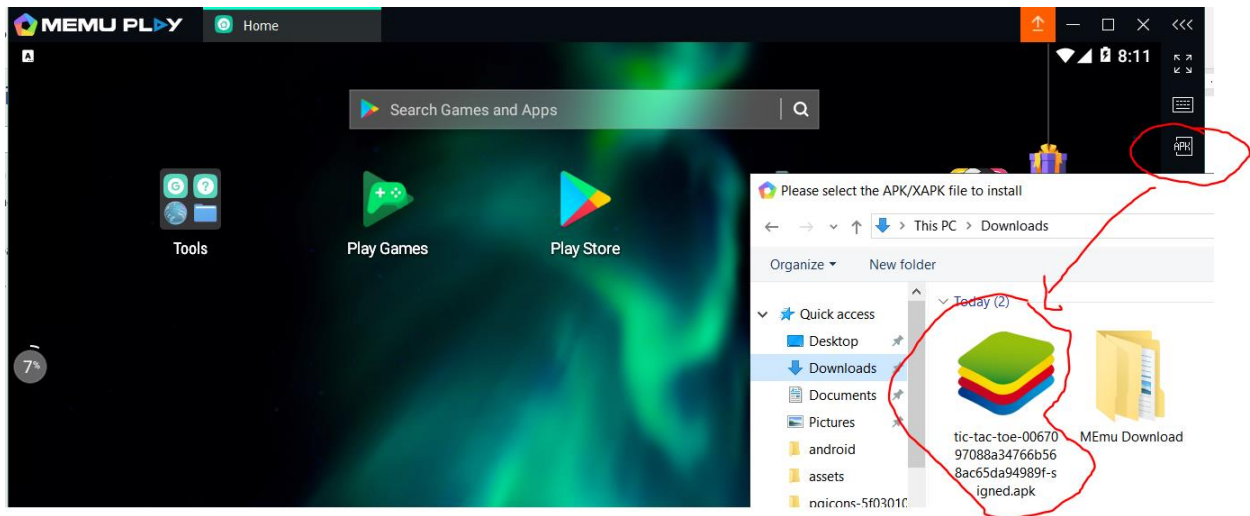 MEMU PLAY
Home
A
8:11
Search Games and Apps
APK
Tools
Play Games
Play Store
7%
Please select the APK/XAPK file to install
This PC > Downloads
Organize
New folder
Quick access
Desktop
Downloads
Documents
Pictures
android
assets
Today (2)
tic-tac-toe-00670
97088a34766b56
8ac65da94989f-s
igned.apk
MEmu Download